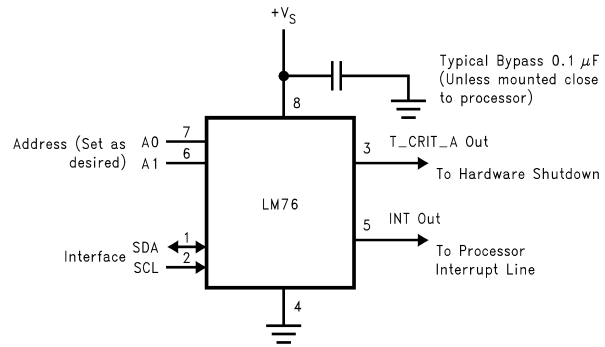 +VS
Typical Bypass 0.1 μF
(Unless mounted close
to processor)
8
Address (Set as
desired)
A0 7
A1 6
3 T_CRIT_A Out
To Hardware Shutdown
LM76
5 INT Out
To Processor
Interrupt Line
Interface
SDA 1
SCL 2
4